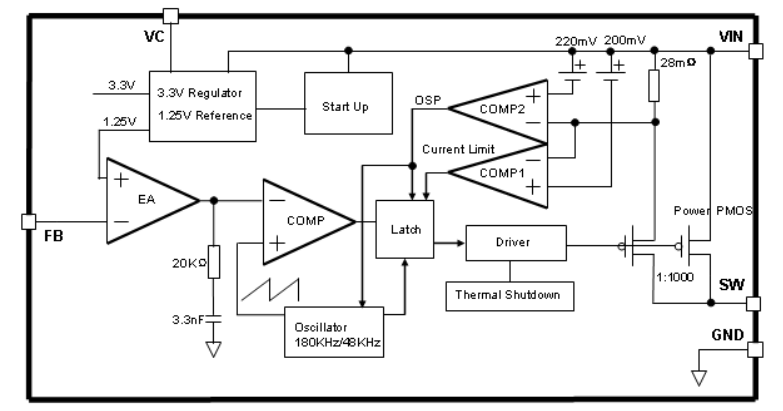 VC
VIN
220mV
200mV
28mΩ
3.3V
3.3V Regulator
1.25V Reference
Start Up
OSP
COMP2
1.25V
Current Limit
COMP1
EA
COMP
Latch
Driver
Power PMOS
FB
20KΩ
1:1000
SW
Thermal Shutdown
3.3nF
Oscillator
180KHz/48KHz
GND
+
−
−
+
+
−
−
+
+
+